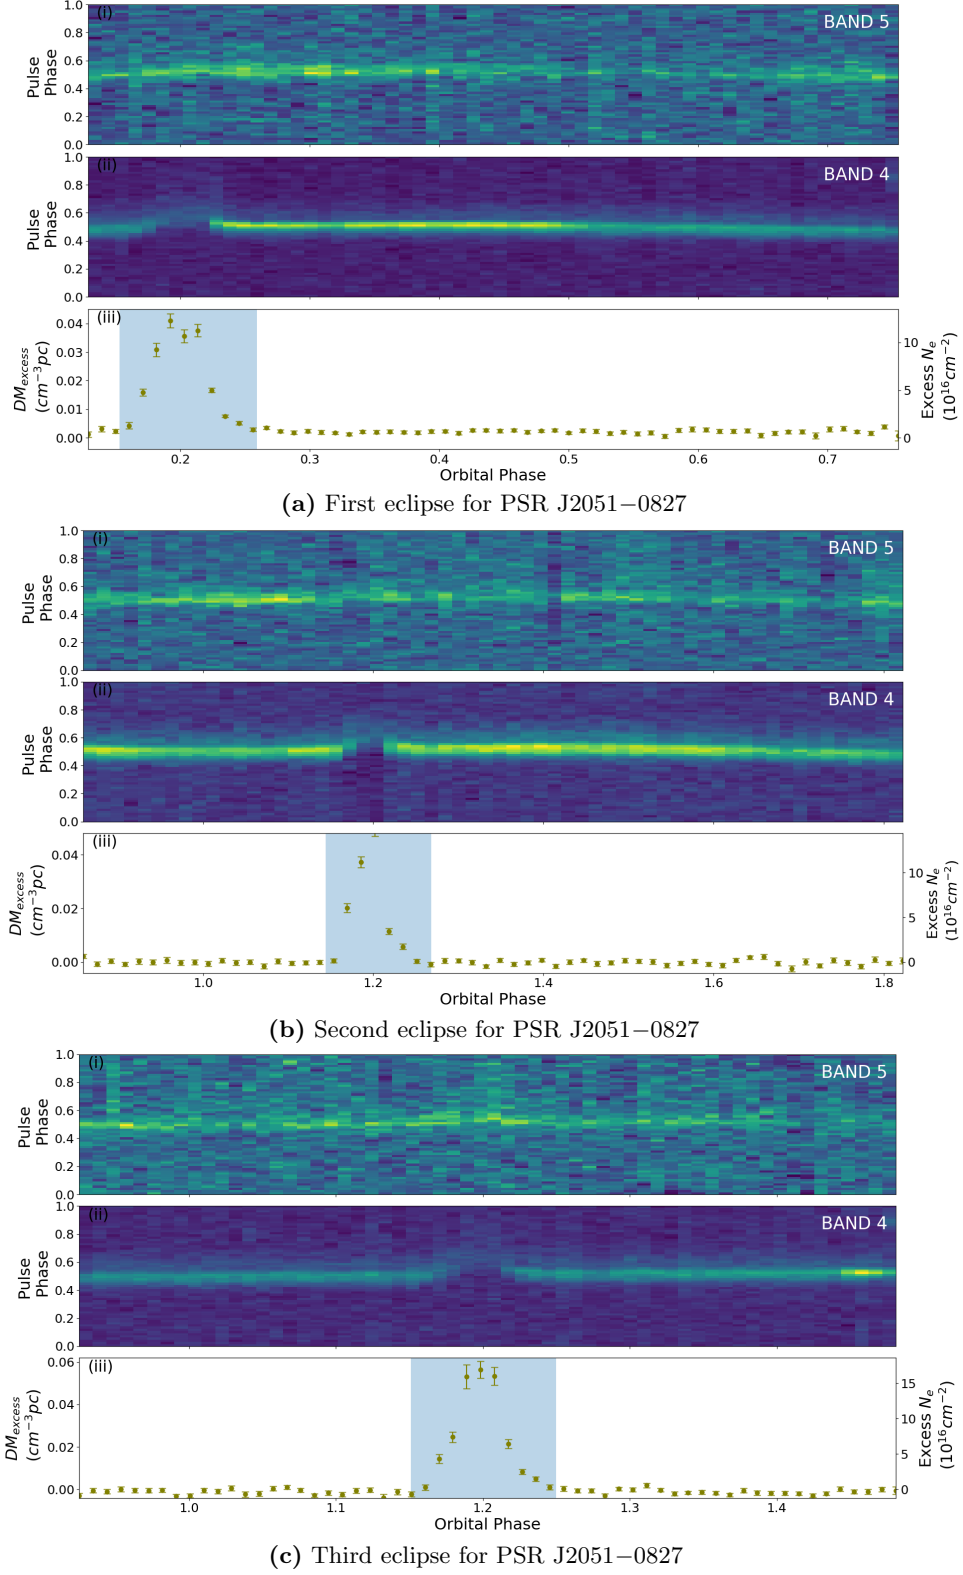 (i)
BAND 5
Pulse
Phase
1.0
0.8
0.6
0.4
0.2
0.0
(ii)
BAND 4
Pulse
Phase
1.0
0.8
0.6
0.4
0.2
0.0
(iii)
DM_excess
(cm^−3 pc)
0.04
0.03
0.02
0.01
0.00
10
5
0
Excess N_e
(10^16 cm^−2)
0.2 0.3 0.4 0.5 0.6 0.7
Orbital Phase
(a) First eclipse for PSR J2051−0827
(i)
BAND 5
Pulse
Phase
1.0
0.8
0.6
0.4
0.2
0.0
(ii)
BAND 4
Pulse
Phase
1.0
0.8
0.6
0.4
0.2
0.0
(iii)
DM_excess
(cm^−3 pc)
0.04
0.02
0.00
10
5
0
Excess N_e
(10^16 cm^−2)
1.0 1.2 1.4 1.6 1.8
Orbital Phase
(b) Second eclipse for PSR J2051−0827
(i)
BAND 5
Pulse
Phase
1.0
0.8
0.6
0.4
0.2
0.0
(ii)
BAND 4
Pulse
Phase
1.0
0.8
0.6
0.4
0.2
0.0
(iii)
DM_excess
(cm^−3 pc)
0.06
0.04
0.02
0.00
15
10
5
0
Excess N_e
(10^16 cm^−2)
1.0 1.1 1.2 1.3 1.4
Orbital Phase
(c) Third eclipse for PSR J2051−0827